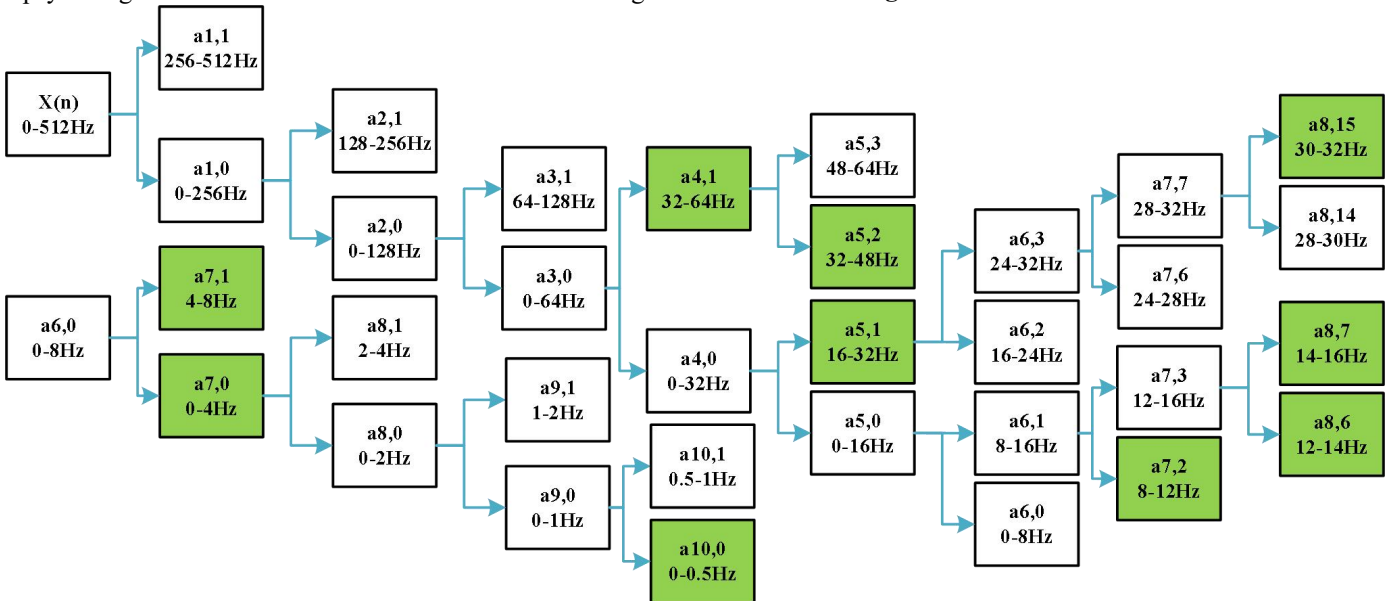 X(n)
0-512Hz
a1,1
256-512Hz
a1,0
0-256Hz
a2,1
128-256Hz
a2,0
0-128Hz
a3,1
64-128Hz
a3,0
0-64Hz
a4,1
32-64Hz
a4,0
0-32Hz
a5,3
48-64Hz
a5,2
32-48Hz
a5,1
16-32Hz
a5,0
0-16Hz
a6,3
24-32Hz
a6,2
16-24Hz
a6,1
8-16Hz
a6,0
0-8Hz
a7,7
28-32Hz
a7,6
24-28Hz
a7,3
12-16Hz
a7,2
8-12Hz
a8,15
30-32Hz
a8,14
28-30Hz
a8,7
14-16Hz
a8,6
12-14Hz
a6,0
0-8Hz
a7,1
4-8Hz
a7,0
0-4Hz
a8,1
2-4Hz
a8,0
0-2Hz
a9,1
1-2Hz
a9,0
0-1Hz
a10,1
0.5-1Hz
a10,0
0-0.5Hz